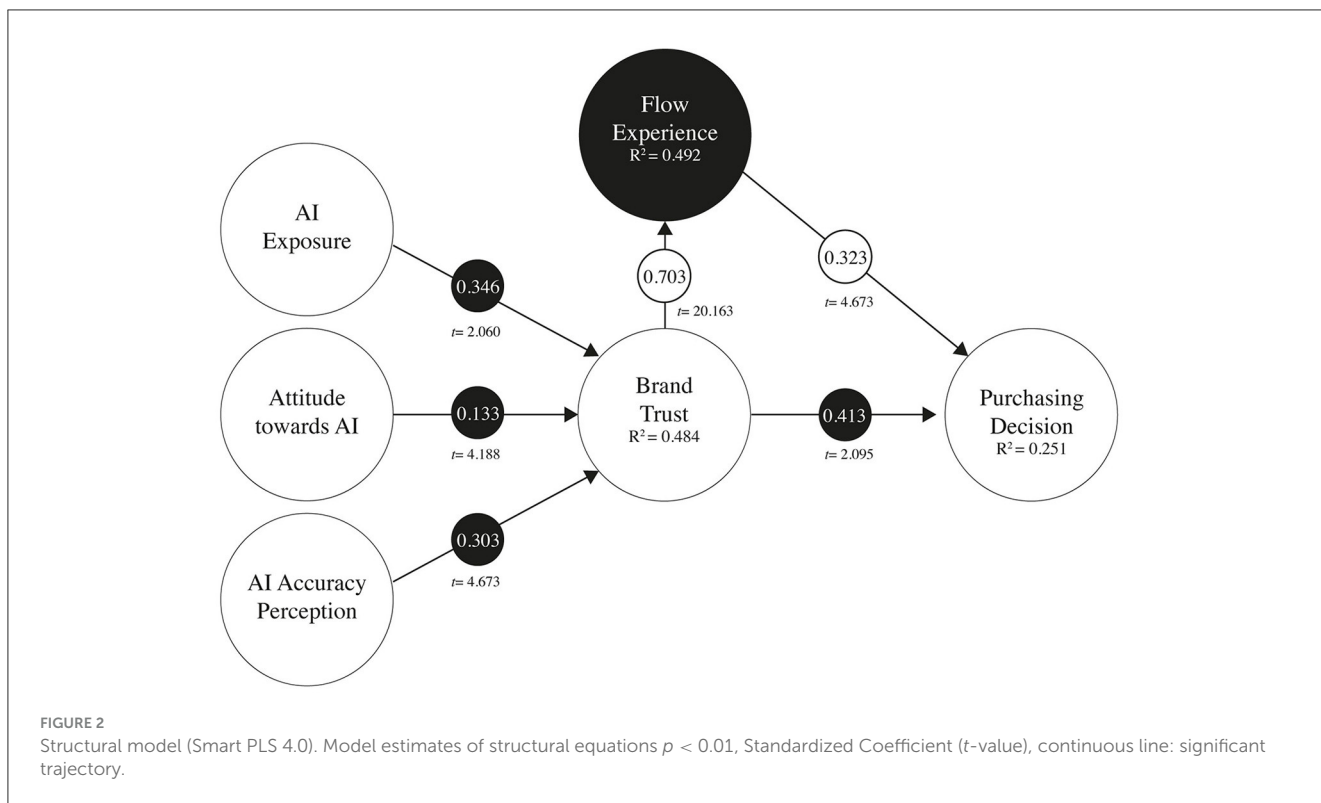 Flow
Experience
R² = 0.492
AI
Exposure
0.346
t= 2.060
0.703
t= 20.163
0.323
t= 4.673
Attitude
towards AI
0.133
t= 4.188
Brand
Trust
R² = 0.484
0.413
t= 2.095
Purchasing
Decision
R² = 0.251
AI Accuracy
Perception
0.303
t= 4.673
FIGURE 2
Structural model (Smart PLS 4.0). Model estimates of structural equations p < 0.01, Standardized Coefficient (t-value), continuous line: significant
trajectory.